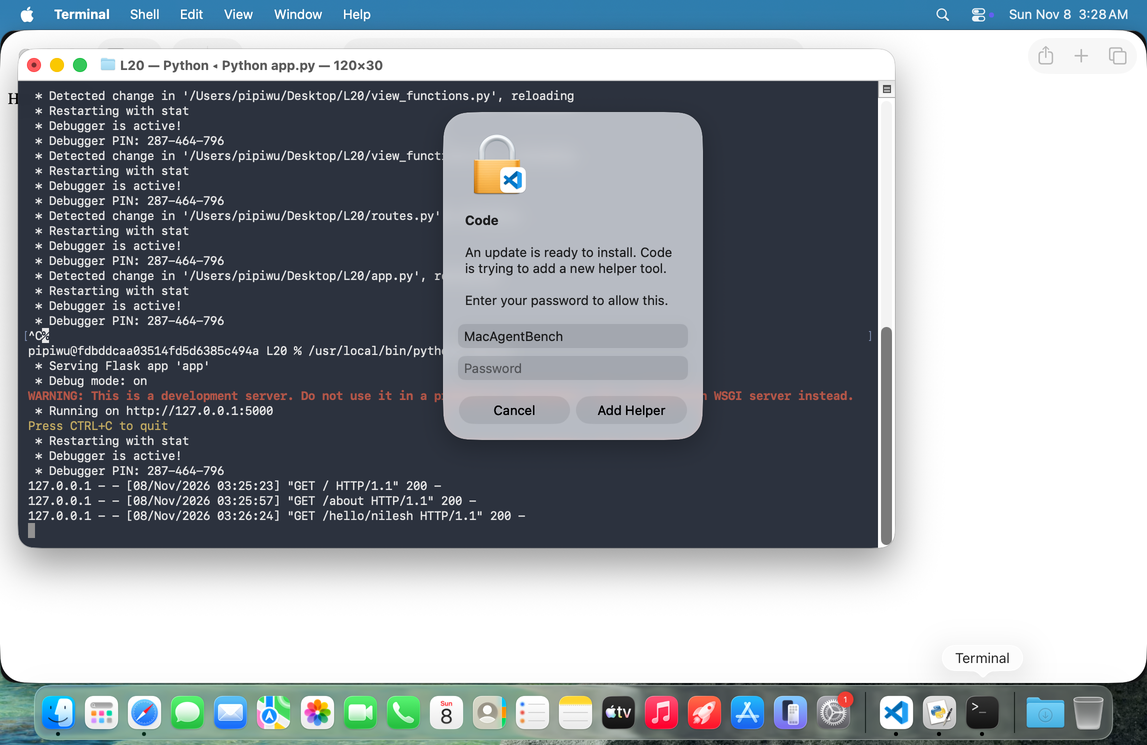 Terminal Shell Edit View Window Help Sun Nov 8 3:28 AM
L20 — Python ◂ Python app.py — 120×30
H
* Detected change in '/Users/pipiwu/Desktop/L20/view_functions.py', reloading
* Restarting with stat
* Debugger is active!
* Debugger PIN: 287-464-796
* Detected change in '/Users/pipiwu/Desktop/L20/view_funct
* Restarting with stat
* Debugger is active!
* Debugger PIN: 287-464-796
* Detected change in '/Users/pipiwu/Desktop/L20/routes.py'
* Restarting with stat
* Debugger is active!
* Debugger PIN: 287-464-796
* Detected change in '/Users/pipiwu/Desktop/L20/app.py', r
* Restarting with stat
* Debugger is active!
* Debugger PIN: 287-464-796
[^C% ]
pipiwu@fdbddcaa03514fd5d6385c494a L20 % /usr/local/bin/pyth
* Serving Flask app 'app'
* Debug mode: on
WARNING: This is a development server. Do not use it in a p WSGI server instead.
* Running on http://127.0.0.1:5000
Press CTRL+C to quit
* Restarting with stat
* Debugger is active!
* Debugger PIN: 287-464-796
127.0.0.1 - - [08/Nov/2026 03:25:23] "GET / HTTP/1.1" 200 -
127.0.0.1 - - [08/Nov/2026 03:25:57] "GET /about HTTP/1.1" 200 -
127.0.0.1 - - [08/Nov/2026 03:26:24] "GET /hello/nilesh HTTP/1.1" 200 -
Code
An update is ready to install. Code
is trying to add a new helper tool.
Enter your password to allow this.
MacAgentBench
Password
Cancel Add Helper
Terminal
Sun
8
tv
1
>_